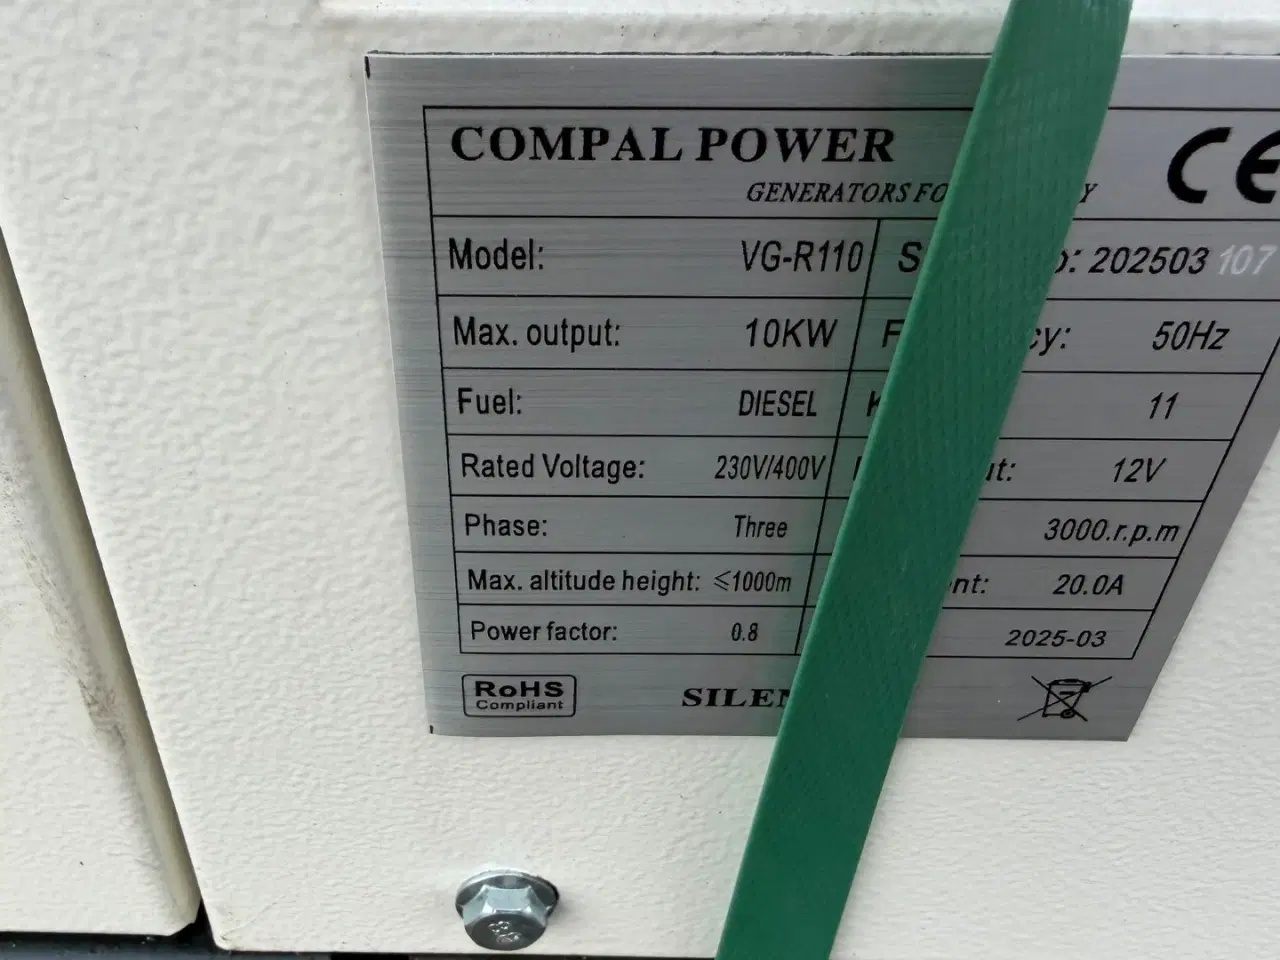 COMPAL POWER CE
GENERATORS
Model: VG-R110 202503 107
Max. output: 10KW 50Hz
Fuel: DIESEL 11
Rated Voltage: 230V/400V 12V
Phase: Three 3000.r.p.m
Max. altitude height: ≤1000m 20.0A
Power factor: 0.8 2025-03
RoHS
Compliant